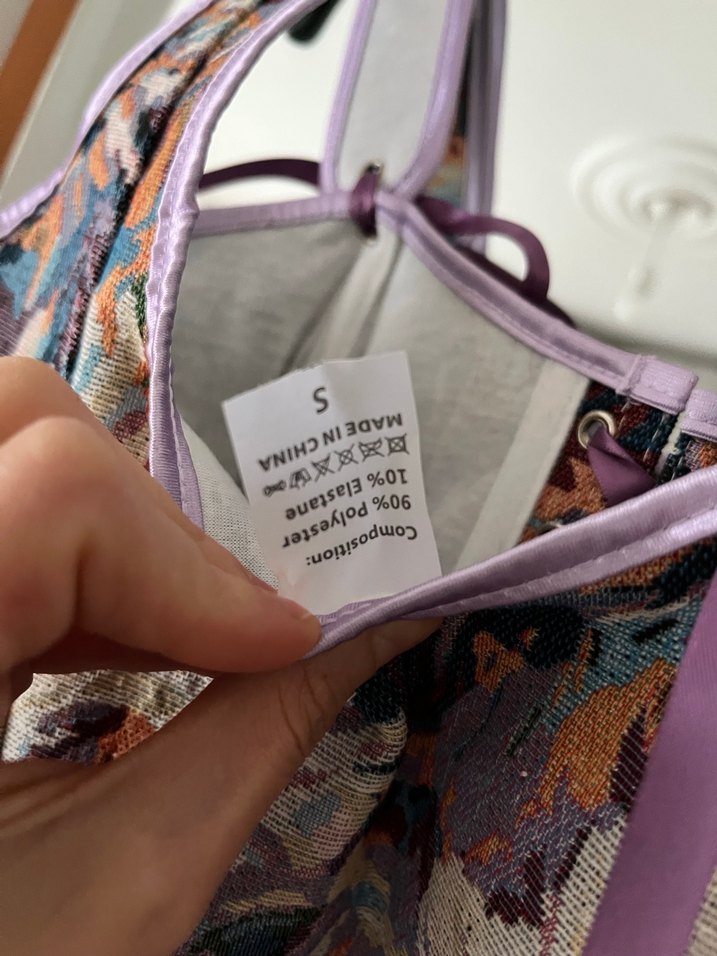 Composition:
90% Polyester
10% Elastane
MADE IN CHINA
S